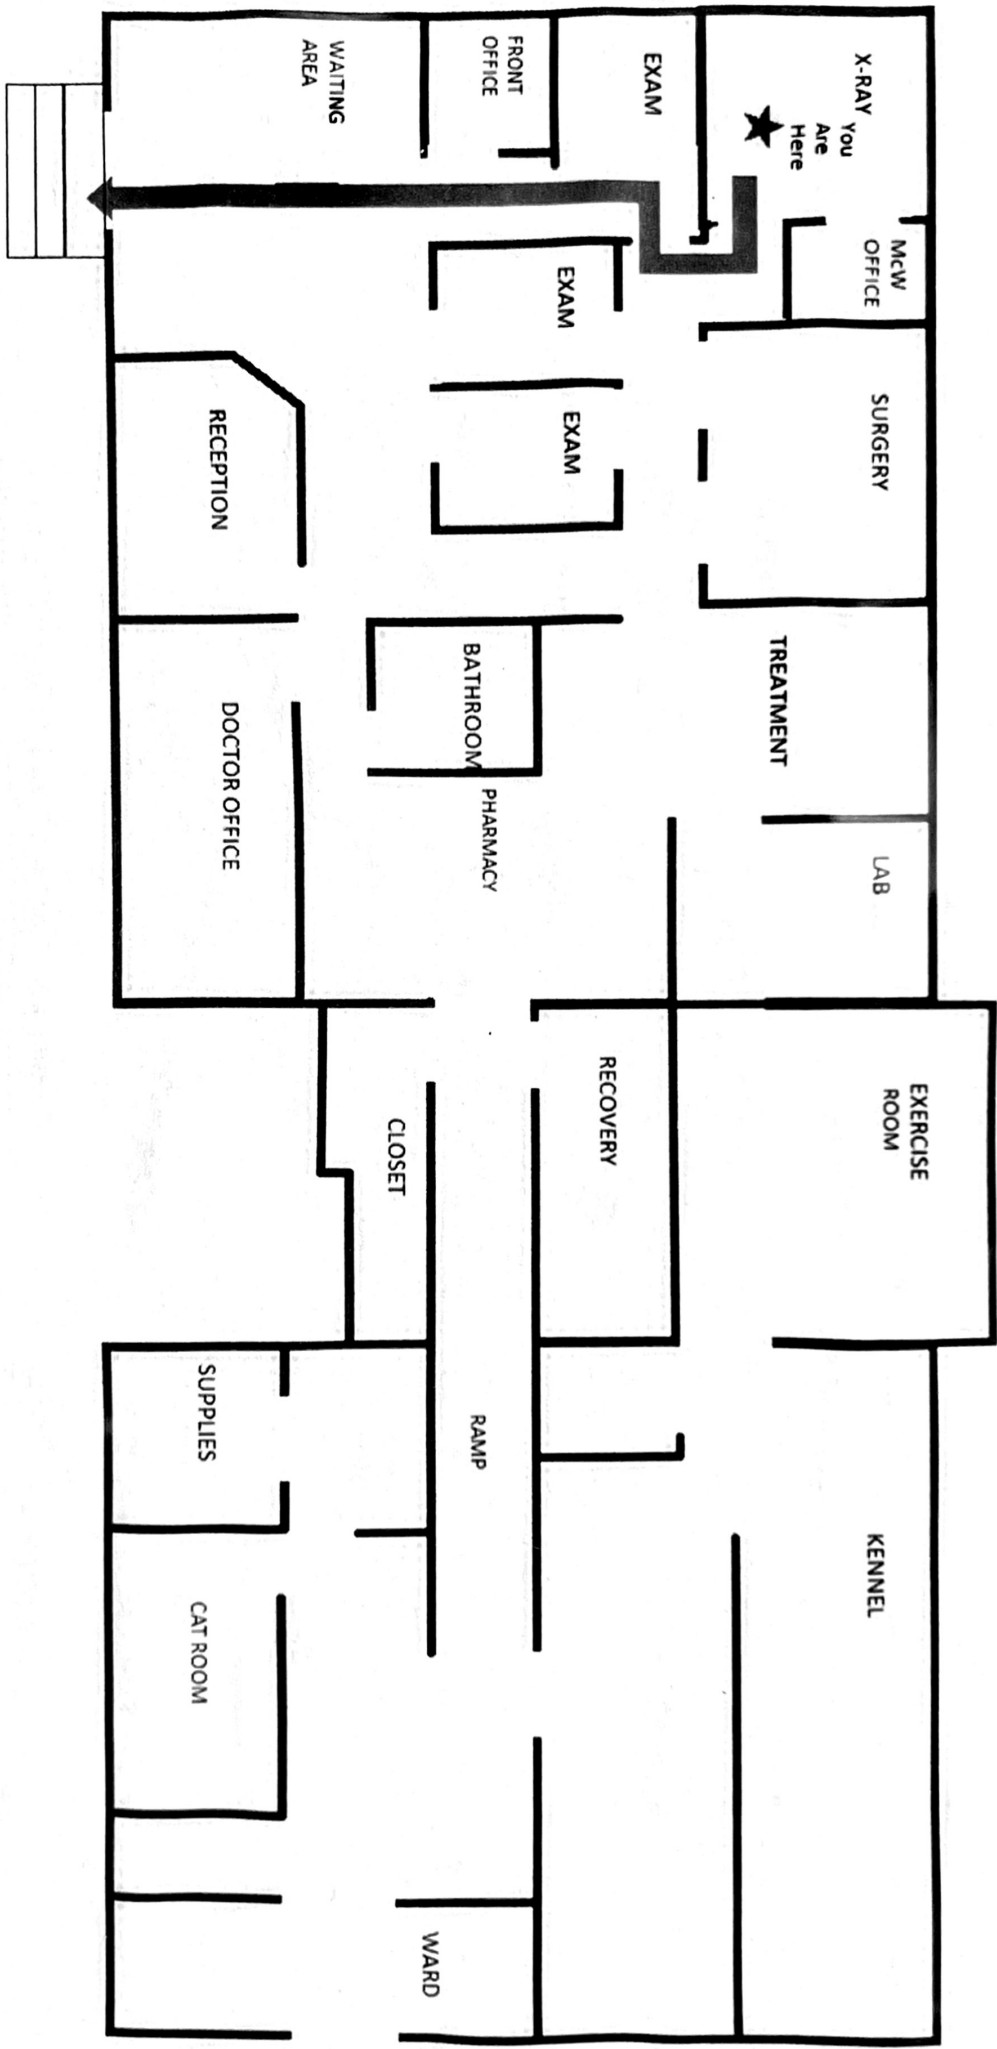 X-RAY
You
Are
Here
McW
OFFICE
SURGERY
TREATMENT
LAB
EXERCISE
ROOM
KENNEL
EXAM
FRONT
OFFICE
WAITING
AREA
EXAM
EXAM
RECEPTION
BATHROOM
PHARMACY
DOCTOR OFFICE
RECOVERY
CLOSET
RAMP
SUPPLIES
CAT ROOM
WARD